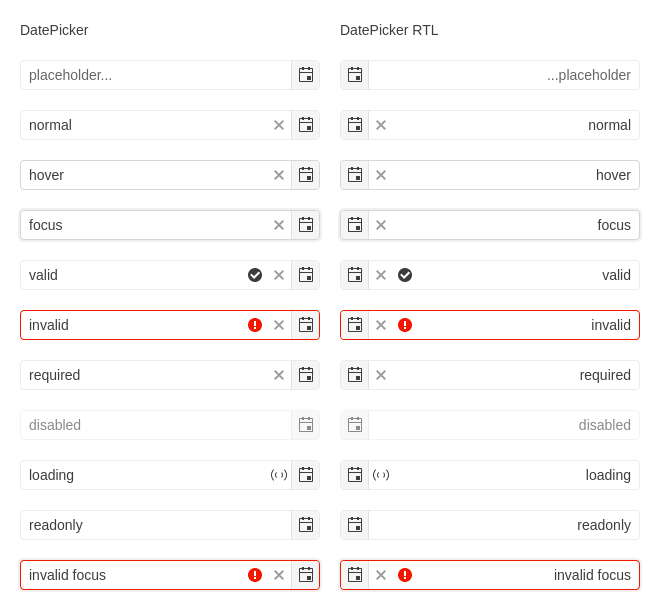 DatePicker
DatePicker RTL
placeholder...
...placeholder
normal
normal
hover
hover
focus
focus
valid
valid
invalid
invalid
required
required
disabled
disabled
loading
loading
readonly
readonly
invalid focus
invalid focus